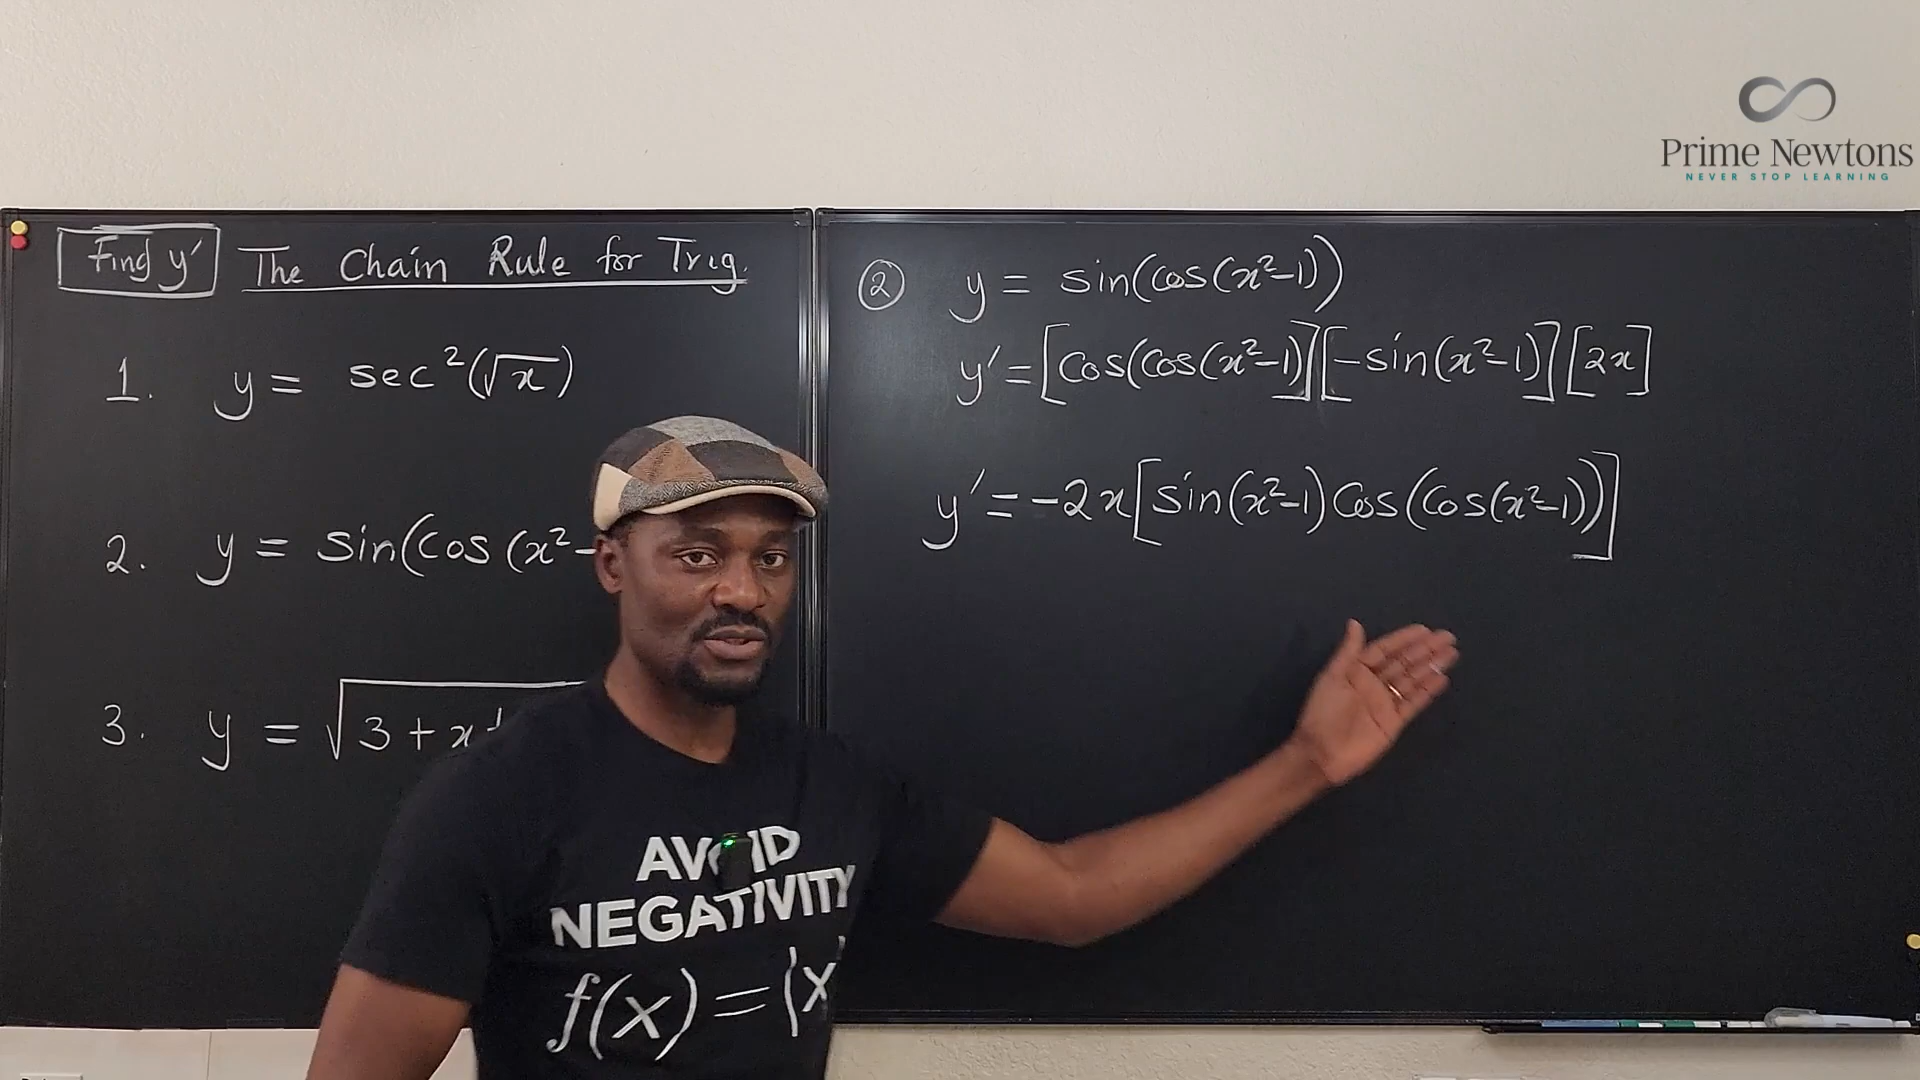 Prime Newtons
NEVER STOP LEARNING
Find y' The Chain Rule for Trig.
1. y = sec²(√x)
2. y = sin(cos(x²-
3. y = √3 + x
② y = sin(cos(x²-1))
y' = [cos(cos(x²-1)][-sin(x²-1)][2x]
y' = -2x[sin(x²-1)cos(cos(x²-1))]
AVOID
NEGATIVITY
f(x) = |x